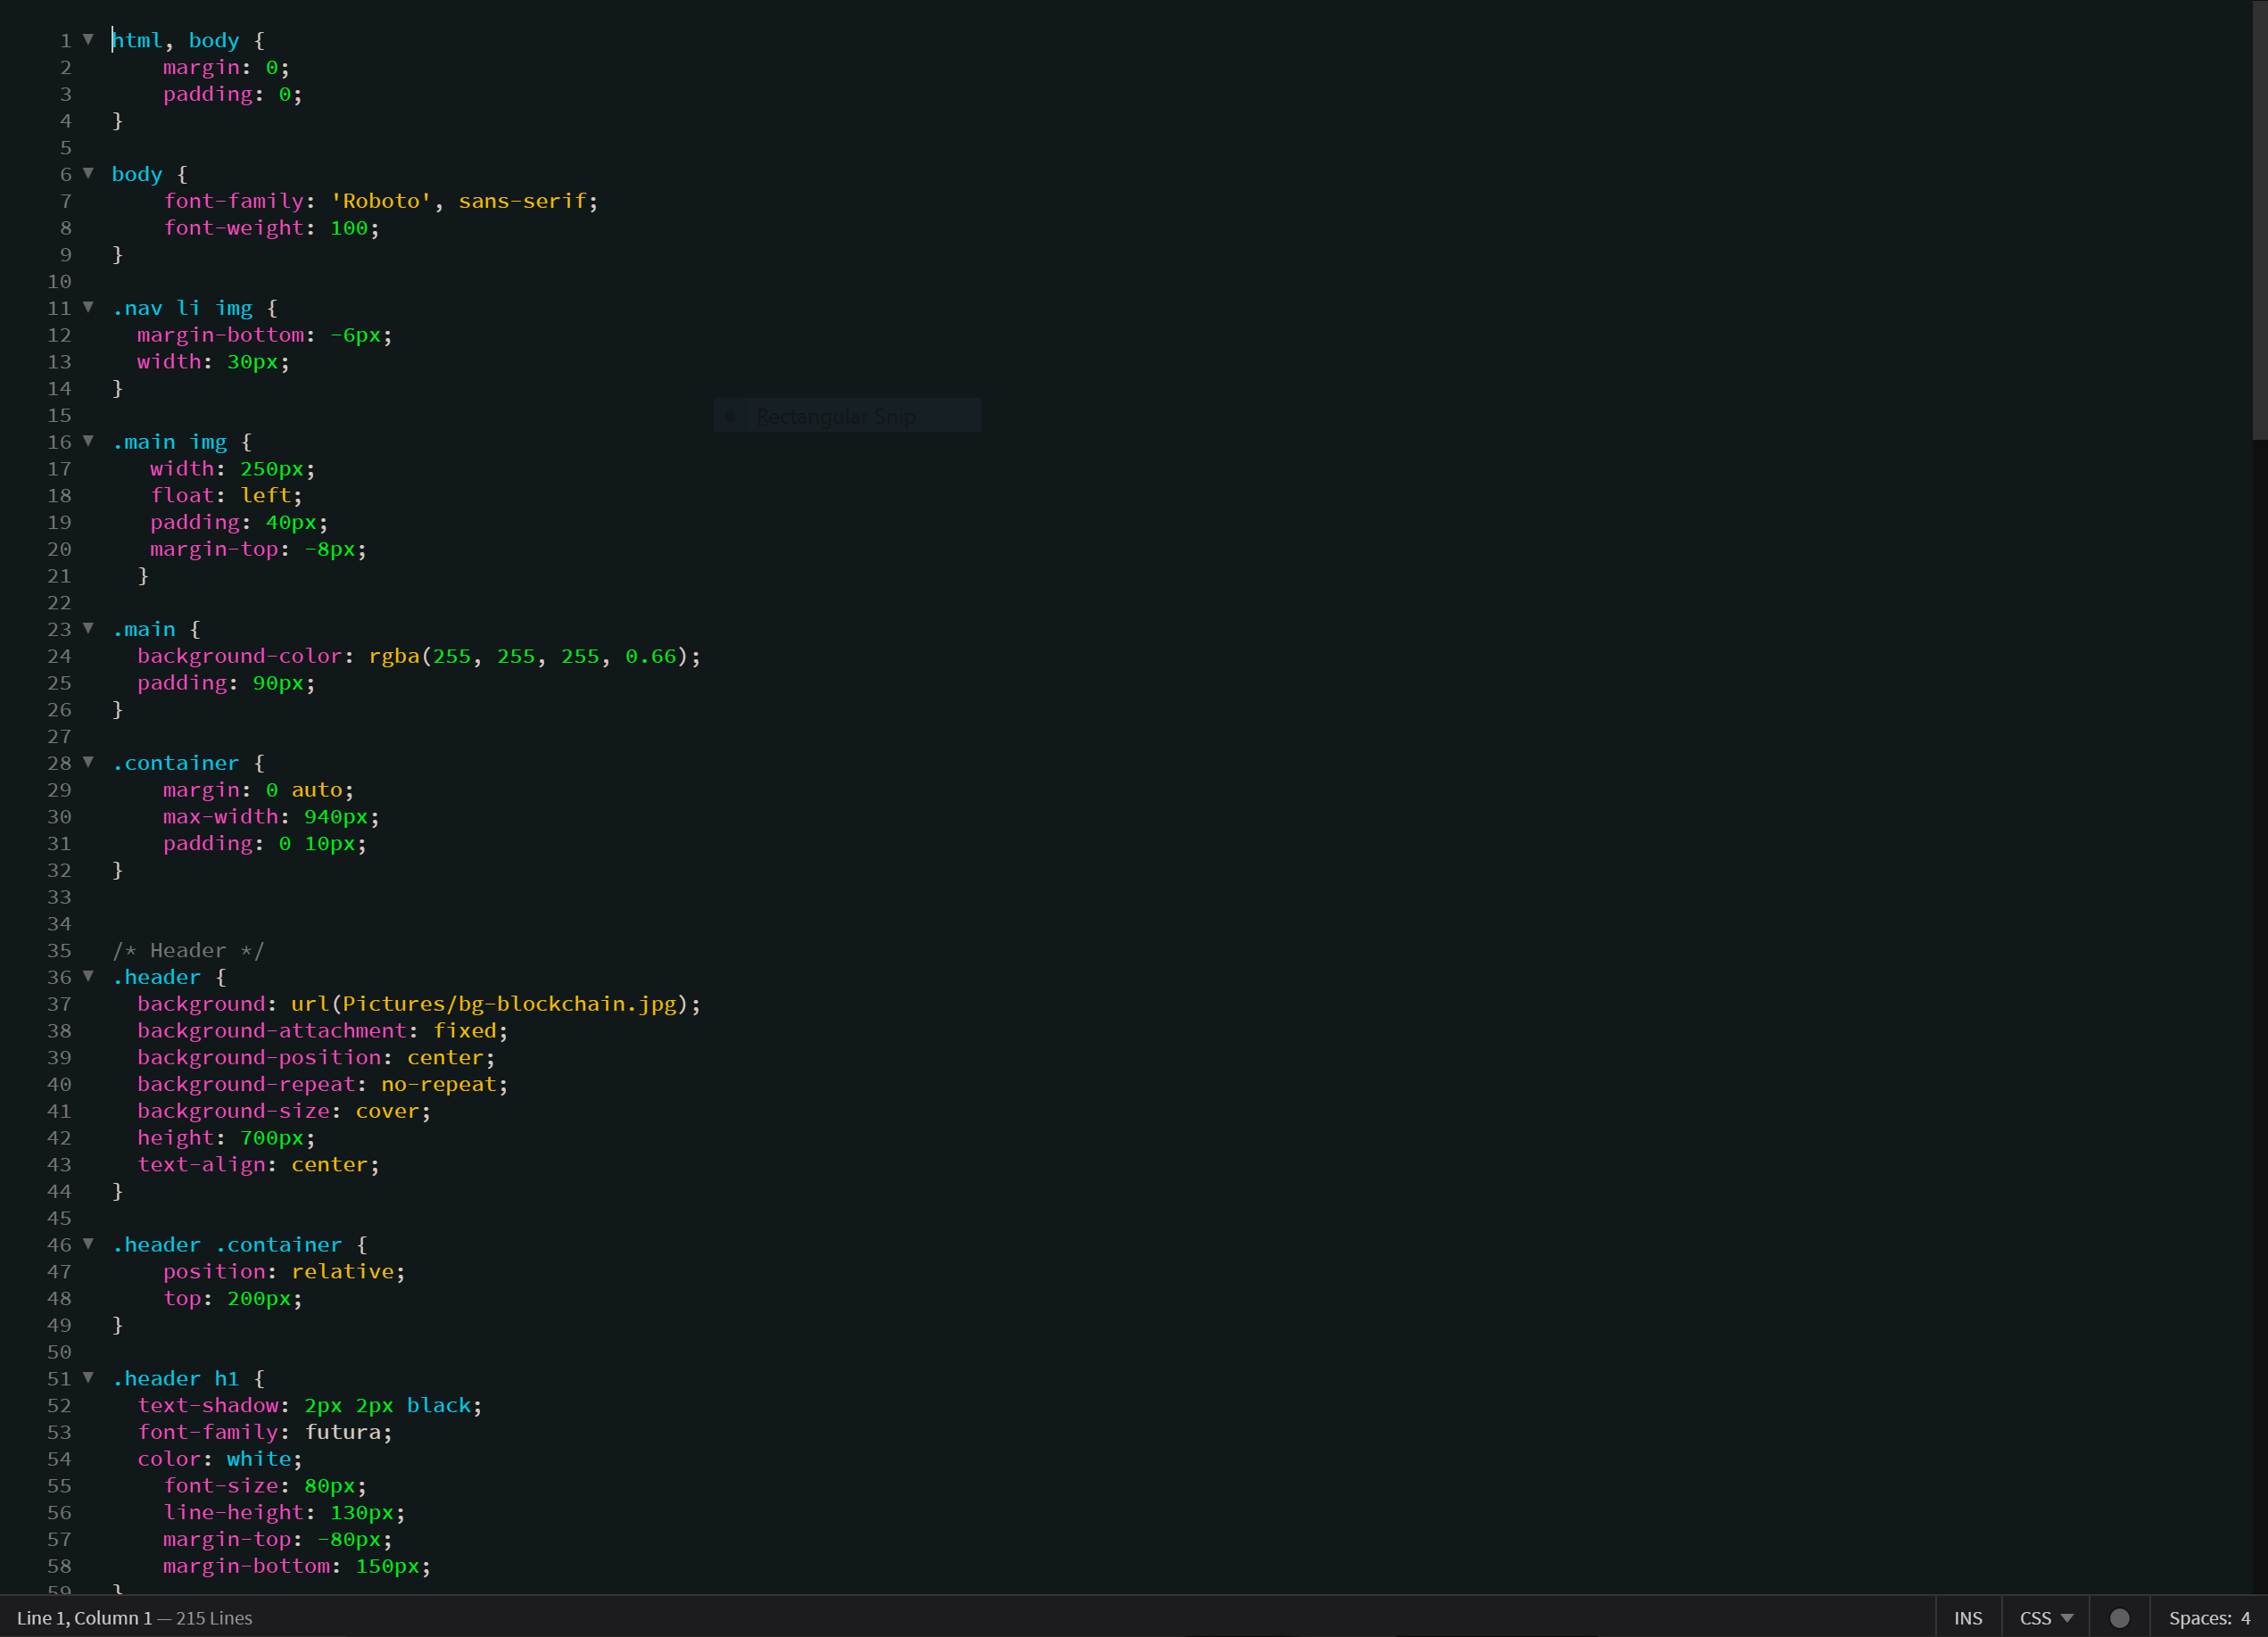 1 ▼ html, body {
2     margin: 0;
3     padding: 0;
4 }
5
6 ▼ body {
7     font-family: 'Roboto', sans-serif;
8     font-weight: 100;
9 }
10
11 ▼ .nav li img {
12   margin-bottom: -6px;
13   width: 30px;
14 }
15
Rectangular Snip
16 ▼ .main img {
17    width: 250px;
18    float: left;
19    padding: 40px;
20    margin-top: -8px;
21   }
22
23 ▼ .main {
24   background-color: rgba(255, 255, 255, 0.66);
25   padding: 90px;
26 }
27
28 ▼ .container {
29     margin: 0 auto;
30     max-width: 940px;
31     padding: 0 10px;
32 }
33
34
35 /* Header */
36 ▼ .header {
37   background: url(Pictures/bg-blockchain.jpg);
38   background-attachment: fixed;
39   background-position: center;
40   background-repeat: no-repeat;
41   background-size: cover;
42   height: 700px;
43   text-align: center;
44 }
45
46 ▼ .header .container {
47     position: relative;
48     top: 200px;
49 }
50
51 ▼ .header h1 {
52   text-shadow: 2px 2px black;
53   font-family: futura;
54   color: white;
55     font-size: 80px;
56     line-height: 130px;
57     margin-top: -80px;
58     margin-bottom: 150px;
59 }
Line 1, Column 1 — 215 Lines INS CSS ▼ Spaces: 4